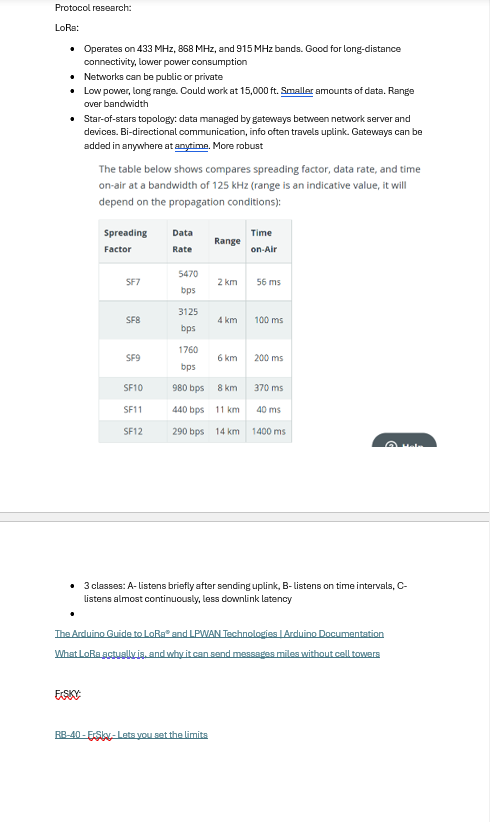 Protocol research:
LoRa:
• Operates on 433 MHz, 868 MHz, and 915 MHz bands. Good for long-distance
connectivity, lower power consumption
• Networks can be public or private
• Low power, long range. Could work at 15,000 ft. Smaller amounts of data. Range
over bandwidth
• Star-of-stars topology: data managed by gateways between network server and
devices. Bi-directional communication, info often travels uplink. Gateways can be
added in anywhere at anytime. More robust
The table below shows compares spreading factor, data rate, and time
on-air at a bandwidth of 125 kHz (range is an indicative value, it will
depend on the propagation conditions):
Spreading Factor Data Rate Range Time on-Air
SF7 5470 bps 2 km 56 ms
SF8 3125 bps 4 km 100 ms
SF9 1760 bps 6 km 200 ms
SF10 980 bps 8 km 370 ms
SF11 440 bps 11 km 40 ms
SF12 290 bps 14 km 1400 ms
Help
• 3 classes: A- listens briefly after sending uplink, B- listens on time intervals, C-
listens almost continuously, less downlink latency
•
The Arduino Guide to LoRa® and LPWAN Technologies | Arduino Documentation
What LoRa actually is, and why it can send messages miles without cell towers
FrSKY:
RB-40 - FrSky - Lets you set the limits